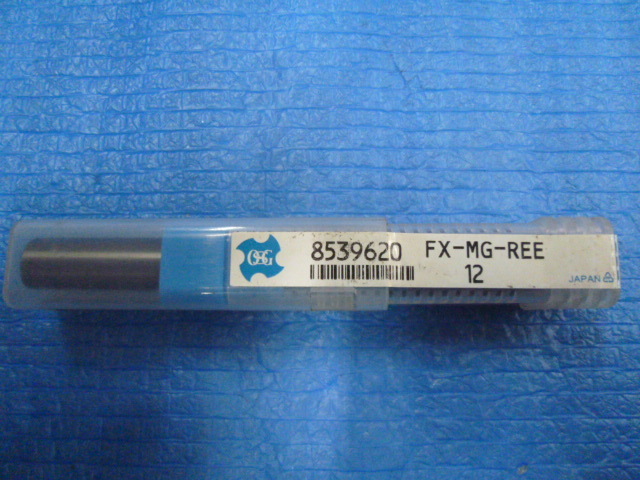 OSG
8539620
FX-MG-REE
12
JAPAN